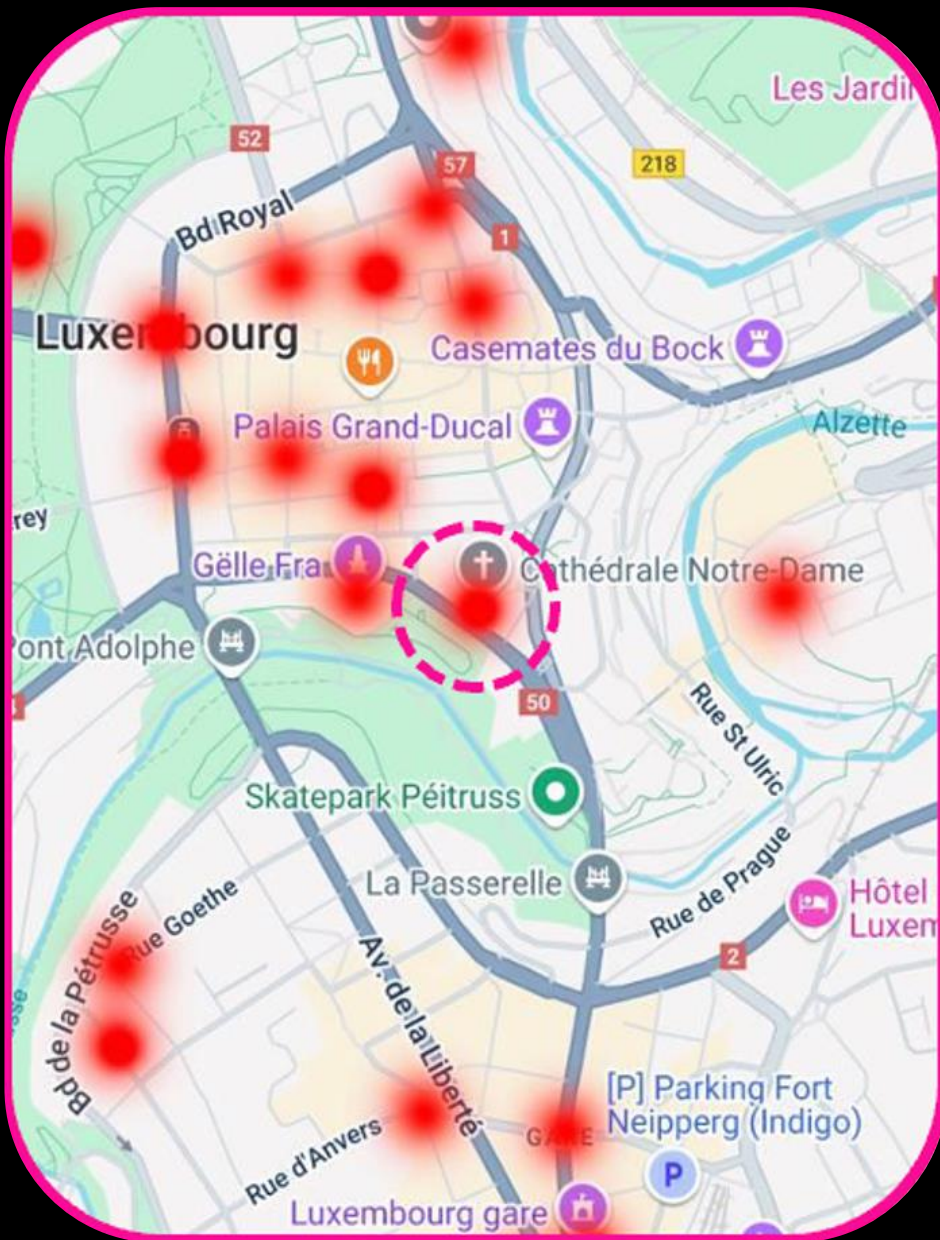 Les Jardin
52
57
218
Bd Royal
1
Luxembourg
Casemates du Bock
Palais Grand-Ducal
Alzette
rey
Gëlle Fra
Cathédrale Notre-Dame
Pont Adolphe
50
Rue St Ulric
Skatepark Péitruss
La Passerelle
Rue de Prague
Hôtel
Luxem
Rue Goethe
Bd de la Pétrusse
2
Av. de la Liberté
sse
[P] Parking Fort
Neipperg (Indigo)
GARE
Rue d'Anvers
P
Luxembourg gare